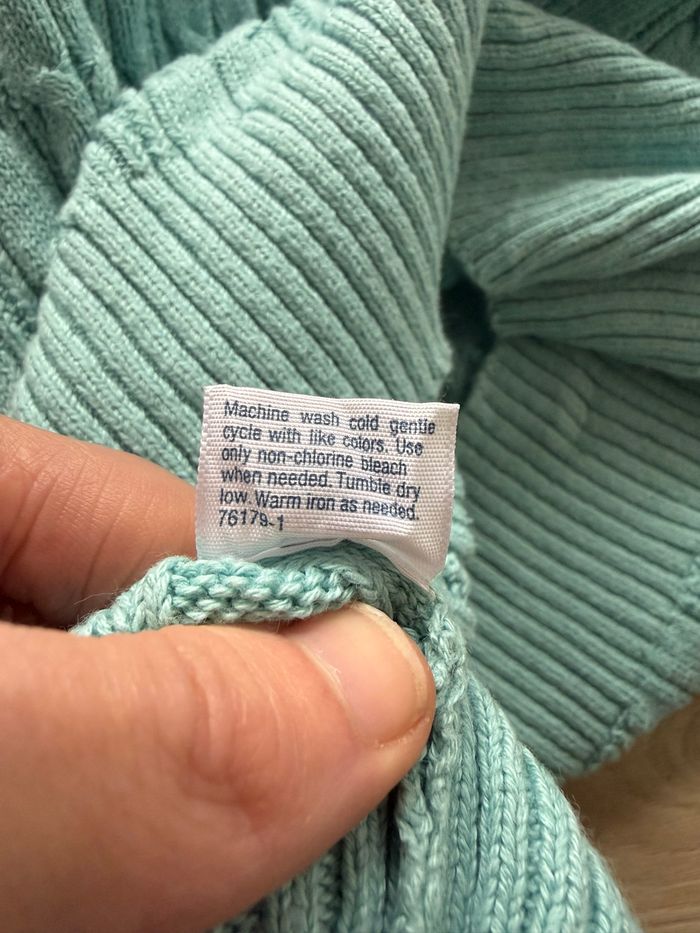 Machine wash cold gentle
cycle with like colors. Use
only non-chlorine bleach
when needed. Tumble dry
low. Warm iron as needed.
76179-1